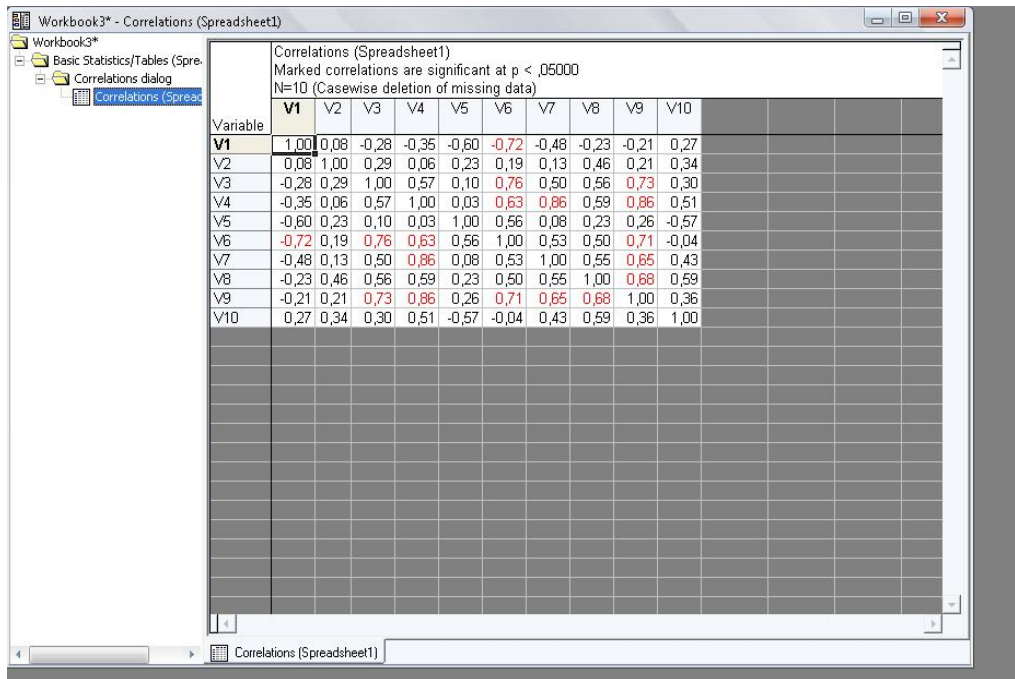 Workbook3* - Correlations (Spreadsheet1)
Workbook3*
Basic Statistics/Tables (Spre
Correlations dialog
Correlations (Spread
Correlations (Spreadsheet1)
Marked correlations are significant at p < ,05000
N=10 (Casewise deletion of missing data)
Variable V1 V2 V3 V4 V5 V6 V7 V8 V9 V10
V1 1,00 0,08 -0,28 -0,35 -0,60 -0,72 -0,48 -0,23 -0,21 0,27
V2 0,08 1,00 0,29 0,06 0,23 0,19 0,13 0,46 0,21 0,34
V3 -0,28 0,29 1,00 0,57 0,10 0,76 0,50 0,56 0,73 0,30
V4 -0,35 0,06 0,57 1,00 0,03 0,63 0,86 0,59 0,86 0,51
V5 -0,60 0,23 0,10 0,03 1,00 0,56 0,08 0,23 0,26 -0,57
V6 -0,72 0,19 0,76 0,63 0,56 1,00 0,53 0,50 0,71 -0,04
V7 -0,48 0,13 0,50 0,86 0,08 0,53 1,00 0,55 0,65 0,43
V8 -0,23 0,46 0,56 0,59 0,23 0,50 0,55 1,00 0,68 0,59
V9 -0,21 0,21 0,73 0,86 0,26 0,71 0,65 0,68 1,00 0,36
V10 0,27 0,34 0,30 0,51 -0,57 -0,04 0,43 0,59 0,36 1,00
Correlations (Spreadsheet1)